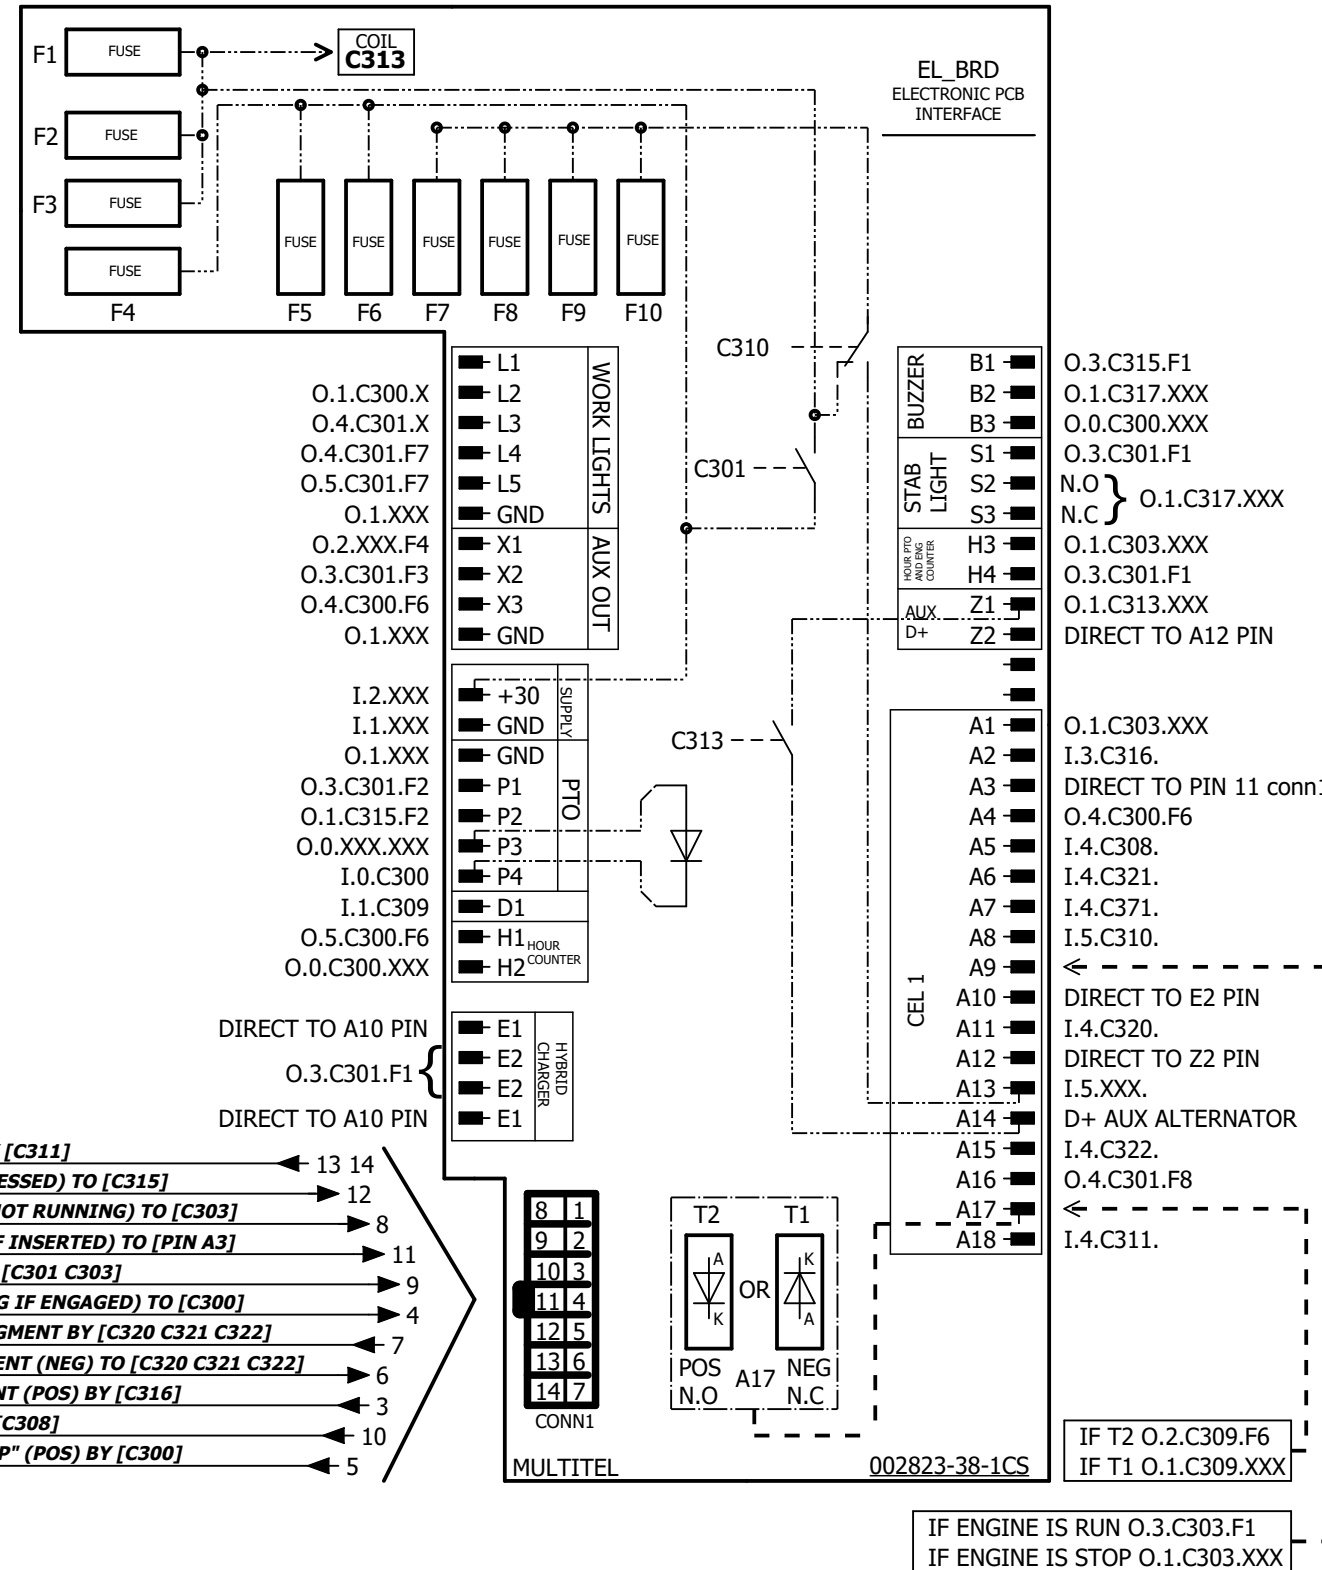 F1 FUSE
COIL
C313
F2 FUSE
F3 FUSE
FUSE
F4
FUSE FUSE FUSE FUSE FUSE FUSE
F5 F6 F7 F8 F9 F10
EL_BRD
ELECTRONIC PCB
INTERFACE
C310
C301
C313
L1
O.1.C300.X L2
O.4.C301.X L3
O.4.C301.F7 L4
O.5.C301.F7 L5
O.1.XXX GND
WORK LIGHTS
O.2.XXX.F4 X1
O.3.C301.F3 X2
O.4.C300.F6 X3
O.1.XXX GND
AUX OUT
I.2.XXX +30
I.1.XXX GND
SUPPLY
O.1.XXX GND
O.3.C301.F2 P1
O.1.C315.F2 P2
O.0.XXX.XXX P3
I.0.C300 P4
PTO
I.1.C309 D1
O.5.C300.F6 H1
O.0.C300.XXX H2
HOUR
COUNTER
DIRECT TO A10 PIN E1
O.3.C301.F1 { E2
E2
DIRECT TO A10 PIN E1
HYBRID
CHARGER
BUZZER
B1 O.3.C315.F1
B2 O.1.C317.XXX
B3 O.0.C300.XXX
STAB
LIGHT
S1 O.3.C301.F1
S2 N.O
S3 N.C
} O.1.C317.XXX
HOUR PTO
AND ENG
COUNTER
H3 O.1.C303.XXX
H4 O.3.C301.F1
AUX
D+
Z1 O.1.C313.XXX
Z2 DIRECT TO A12 PIN
CEL 1
A1 O.1.C303.XXX
A2 I.3.C316.
A3 DIRECT TO PIN 11 conn1
A4 O.4.C300.F6
A5 I.4.C308.
A6 I.4.C321.
A7 I.4.C371.
A8 I.5.C310.
A9
A10 DIRECT TO E2 PIN
A11 I.4.C320.
A12 DIRECT TO Z2 PIN
A13 I.5.XXX.
A14 D+ AUX ALTERNATOR
A15 I.4.C322.
A16 O.4.C301.F8
A17
A18 I.4.C311.
[C311] 13 14
ESSED) TO [C315] 12
OT RUNNING) TO [C303] 8
F INSERTED) TO [PIN A3] 11
[C301 C303] 9
G IF ENGAGED) TO [C300] 4
GMENT BY [C320 C321 C322] 7
ENT (NEG) TO [C320 C321 C322] 6
NT (POS) BY [C316] 3
[C308] 10
P" (POS) BY [C300] 5
8 1
9 2
10 3
11 4
12 5
13 6
14 7
CONN1
T2 T1
A K
OR
K A
POS NEG
A17
N.O N.C
MULTITEL
002823-38-1CS
IF T2 O.2.C309.F6
IF T1 O.1.C309.XXX
IF ENGINE IS RUN O.3.C303.F1
IF ENGINE IS STOP O.1.C303.XXX